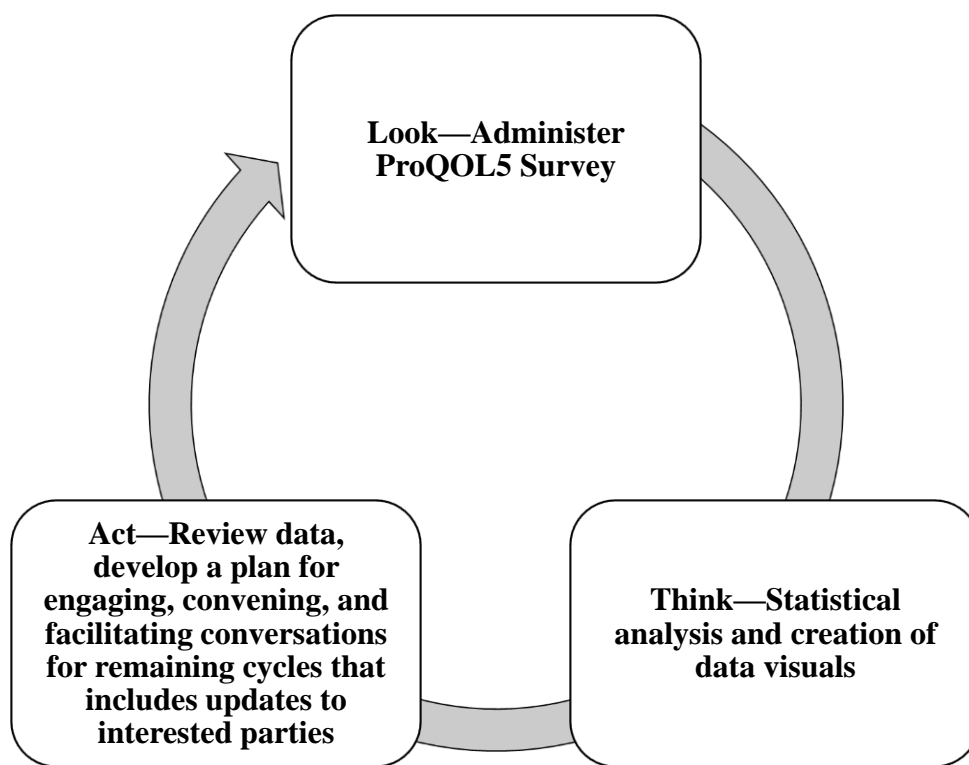 Look—Administer
ProQOL5 Survey
Think—Statistical
analysis and creation of
data visuals
Act—Review data,
develop a plan for
engaging, convening, and
facilitating conversations
for remaining cycles that
includes updates to
interested parties